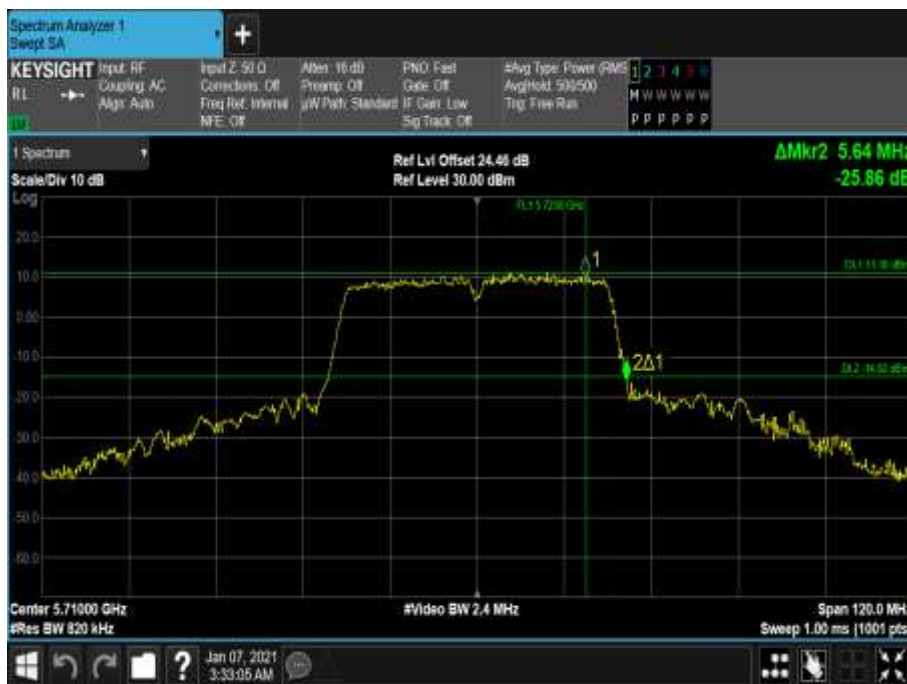 Spectrum Analyzer 1
Swept SA
+
KEYSIGHT
RL
Input: RF
Coupling: AC
Align: Auto
Input Z: 50 Ω
Corrections: Off
Freq Ref: Internal
NFE: Off
Atten: 16 dB
Preamp: Off
µW Path: Standard
PNO: Fast
Gate: Off
IF Gain: Low
Sig Track: Off
#Avg Type: Power (RMS
Avg|Hold: 500/500
Trig: Free Run
1 2 3 4 5 6
M W W W W W
P P P P P P
1 Spectrum
Scale/Div 10 dB
Log
Ref Lvl Offset 24.46 dB
Ref Level 30.00 dBm
ΔMkr2 5.64 MHz
-25.86 dB
20.0
10.0
0.00
-10.0
-20.0
-30.0
-40.0
-50.0
-60.0
1
2Δ1
Center 5.71000 GHz
#Res BW 820 kHz
#Video BW 2.4 MHz
Span 120.0 MHz
Sweep 1.00 ms (1001 pts
?
Jan 07, 2021
3:33:05 AM